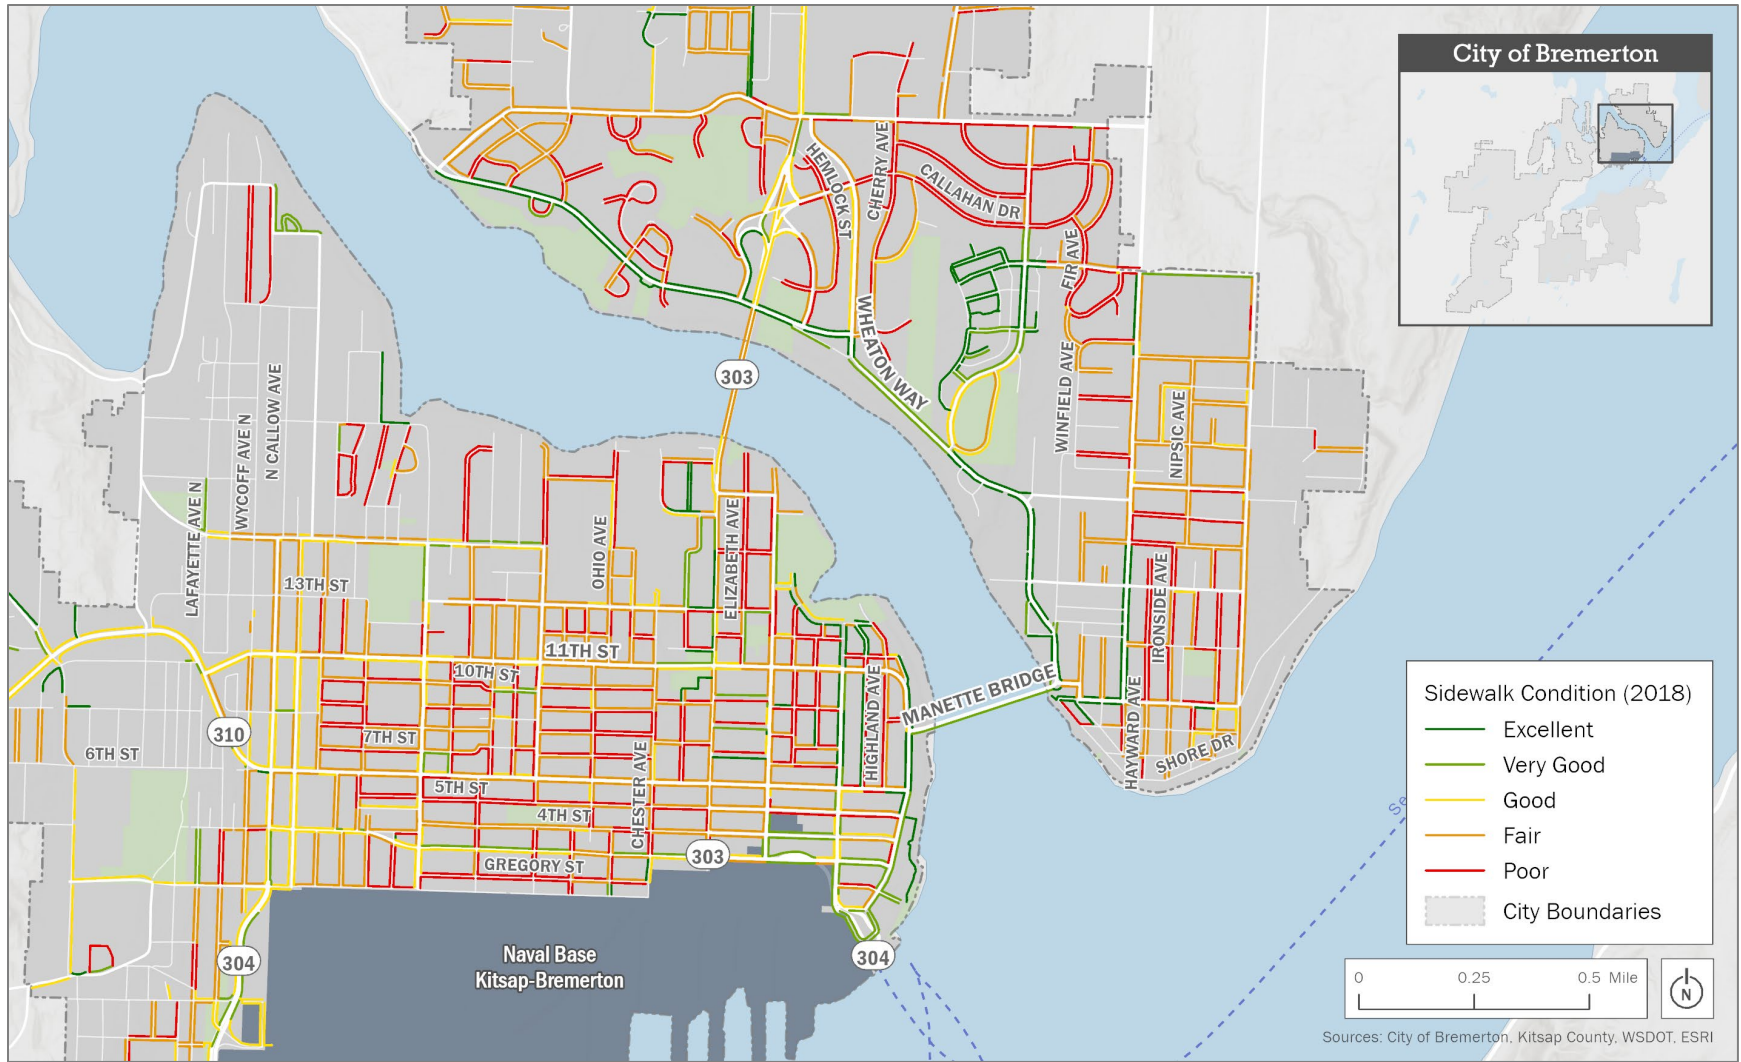 City of Bremerton
HEMLOCK ST
CHERRY AVE
CALLAHAN DR
FIR AVE
WHEATON WAY
303
WINFIELD AVE
NIPSIC AVE
N CALLOW AVE
WYCOFF AVE N
LAFAYETTE AVE N
OHIO AVE
ELIZABETH AVE
13TH ST
11TH ST
10TH ST
IRONSIDE AVE
HIGHLAND AVE
MANETTE BRIDGE
HAYWARD AVE
SHORE DR
310
7TH ST
6TH ST
5TH ST
4TH ST
CHESTER AVE
303
GREGORY ST
304
304
Naval Base
Kitsap-Bremerton
Se
Sidewalk Condition (2018)
Excellent
Very Good
Good
Fair
Poor
City Boundaries
0 0.25 0.5 Mile
N
Sources: City of Bremerton, Kitsap County, WSDOT, ESRI